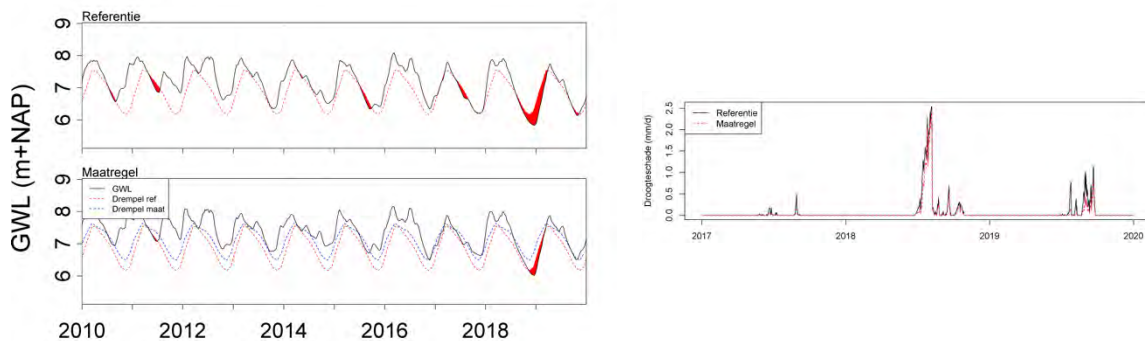 Referentie
GWL (m+NAP)
9
8
7
6
Maatregel
9
8
7
6
GWL
Drempel ref
Drempel maat
2010 2012 2014 2016 2018
Droogteschade (mm/d)
2.5
2.0
1.5
1.0
0.5
0.0
Referentie
Maatregel
2017 2018 2019 2020